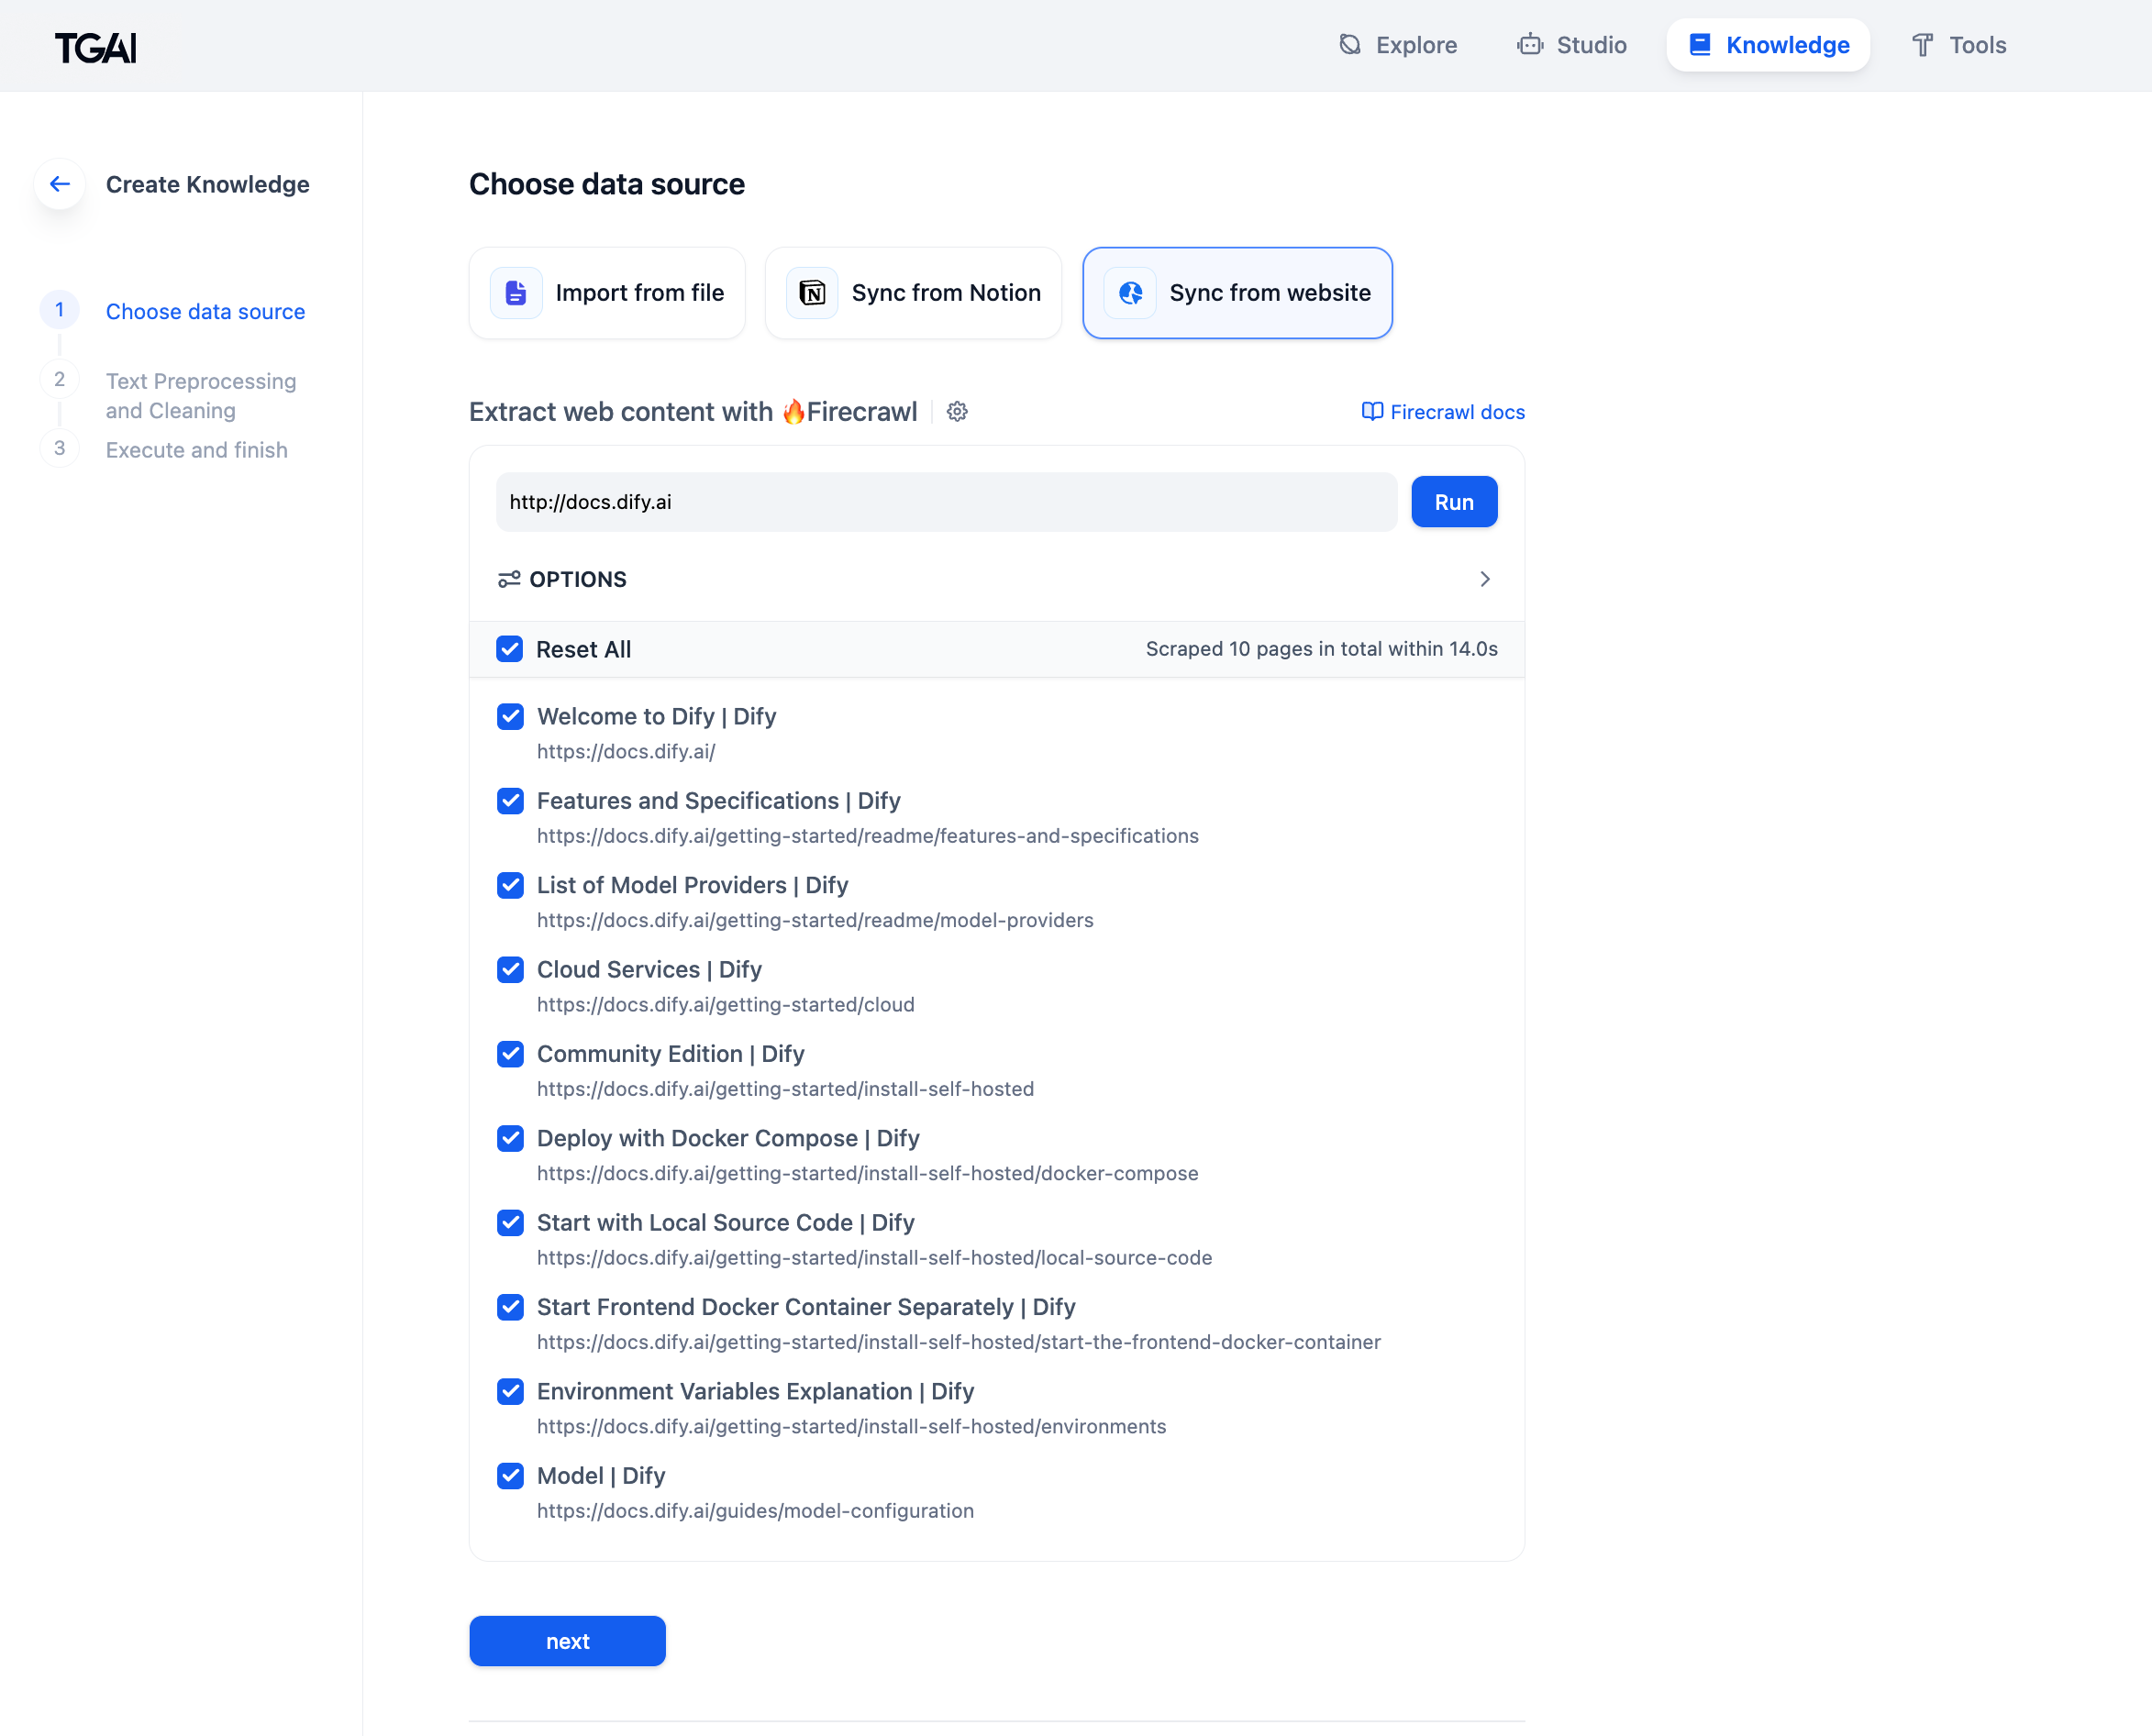 TGAI
Explore
Studio
Knowledge
Tools
Create Knowledge
1
Choose data source
2
Text Preprocessing
and Cleaning
3
Execute and finish
Choose data source
Import from file
N
Sync from Notion
Sync from website
Extract web content with 🔥Firecrawl
Firecrawl docs
http://docs.dify.ai
Run
OPTIONS
Reset All
Scraped 10 pages in total within 14.0s
Welcome to Dify | Dify
https://docs.dify.ai/
Features and Specifications | Dify
https://docs.dify.ai/getting-started/readme/features-and-specifications
List of Model Providers | Dify
https://docs.dify.ai/getting-started/readme/model-providers
Cloud Services | Dify
https://docs.dify.ai/getting-started/cloud
Community Edition | Dify
https://docs.dify.ai/getting-started/install-self-hosted
Deploy with Docker Compose | Dify
https://docs.dify.ai/getting-started/install-self-hosted/docker-compose
Start with Local Source Code | Dify
https://docs.dify.ai/getting-started/install-self-hosted/local-source-code
Start Frontend Docker Container Separately | Dify
https://docs.dify.ai/getting-started/install-self-hosted/start-the-frontend-docker-container
Environment Variables Explanation | Dify
https://docs.dify.ai/getting-started/install-self-hosted/environments
Model | Dify
https://docs.dify.ai/guides/model-configuration
next